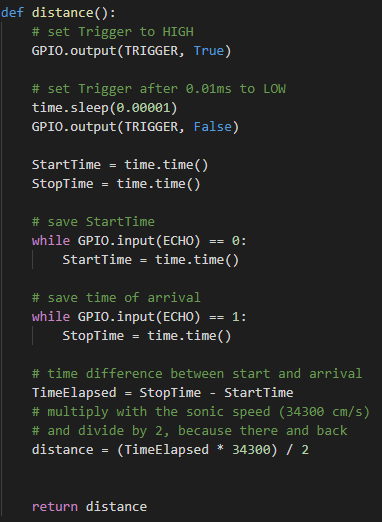 def distance():
    # set Trigger to HIGH
    GPIO.output(TRIGGER, True)

    # set Trigger after 0.01ms to LOW
    time.sleep(0.00001)
    GPIO.output(TRIGGER, False)

    StartTime = time.time()
    StopTime = time.time()

    # save StartTime
    while GPIO.input(ECHO) == 0:
        StartTime = time.time()

    # save time of arrival
    while GPIO.input(ECHO) == 1:
        StopTime = time.time()

    # time difference between start and arrival
    TimeElapsed = StopTime - StartTime
    # multiply with the sonic speed (34300 cm/s)
    # and divide by 2, because there and back
    distance = (TimeElapsed * 34300) / 2


    return distance